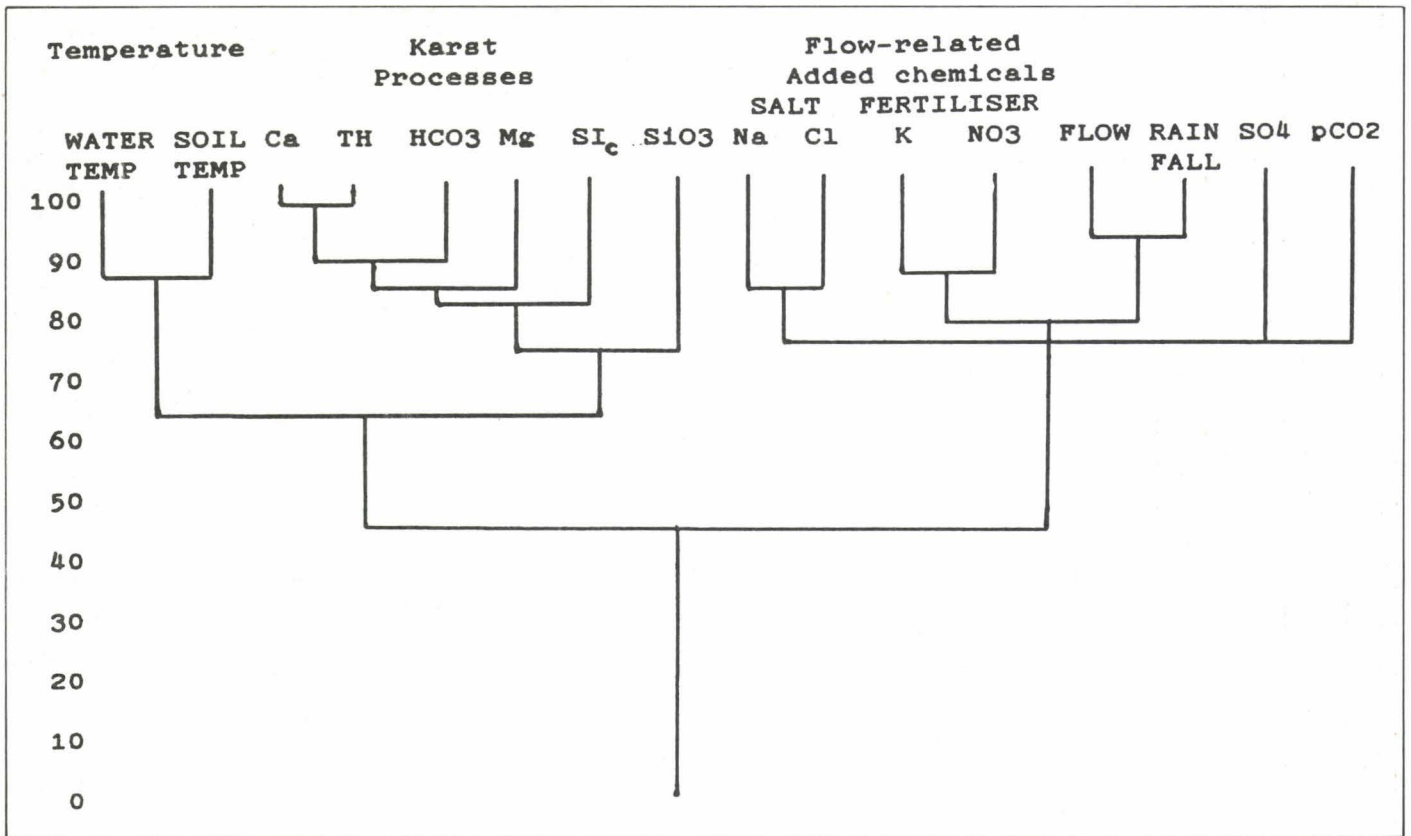 Temperature Karst Flow-related
Processes Added chemicals
SALT FERTILISER
WATER SOIL Ca TH HCO3 Mg SIc SiO3 Na Cl K NO3 FLOW RAIN SO4 pCO2
TEMP TEMP FALL
100
90
80
70
60
50
40
30
20
10
0